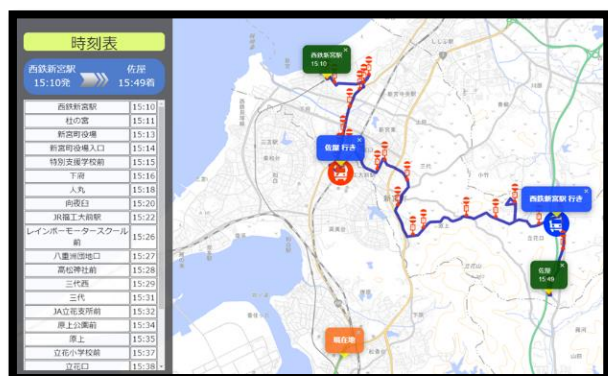 時刻表
西鉄新宮駅 佐屋
15:10発 15:49着
西鉄新宮駅 15:10
杜の宮 15:11
新宮町役場 15:13
新宮町役場入口 15:14
特別支援学校前 15:15
下府 15:16
人丸 15:18
向夜臼 15:20
JR福工大前駅 15:22
レインボーモータースクール
前 15:26
八重洲団地口 15:27
高松神社前 15:28
三代西 15:29
三代 15:31
JA立花支所前 15:32
原上公園前 15:34
原上 15:35
立花小学校前 15:37
立花口 15:38
西鉄新宮駅
15:10
佐屋 行き
西鉄新宮駅 行き
佐屋
15:49
現在地